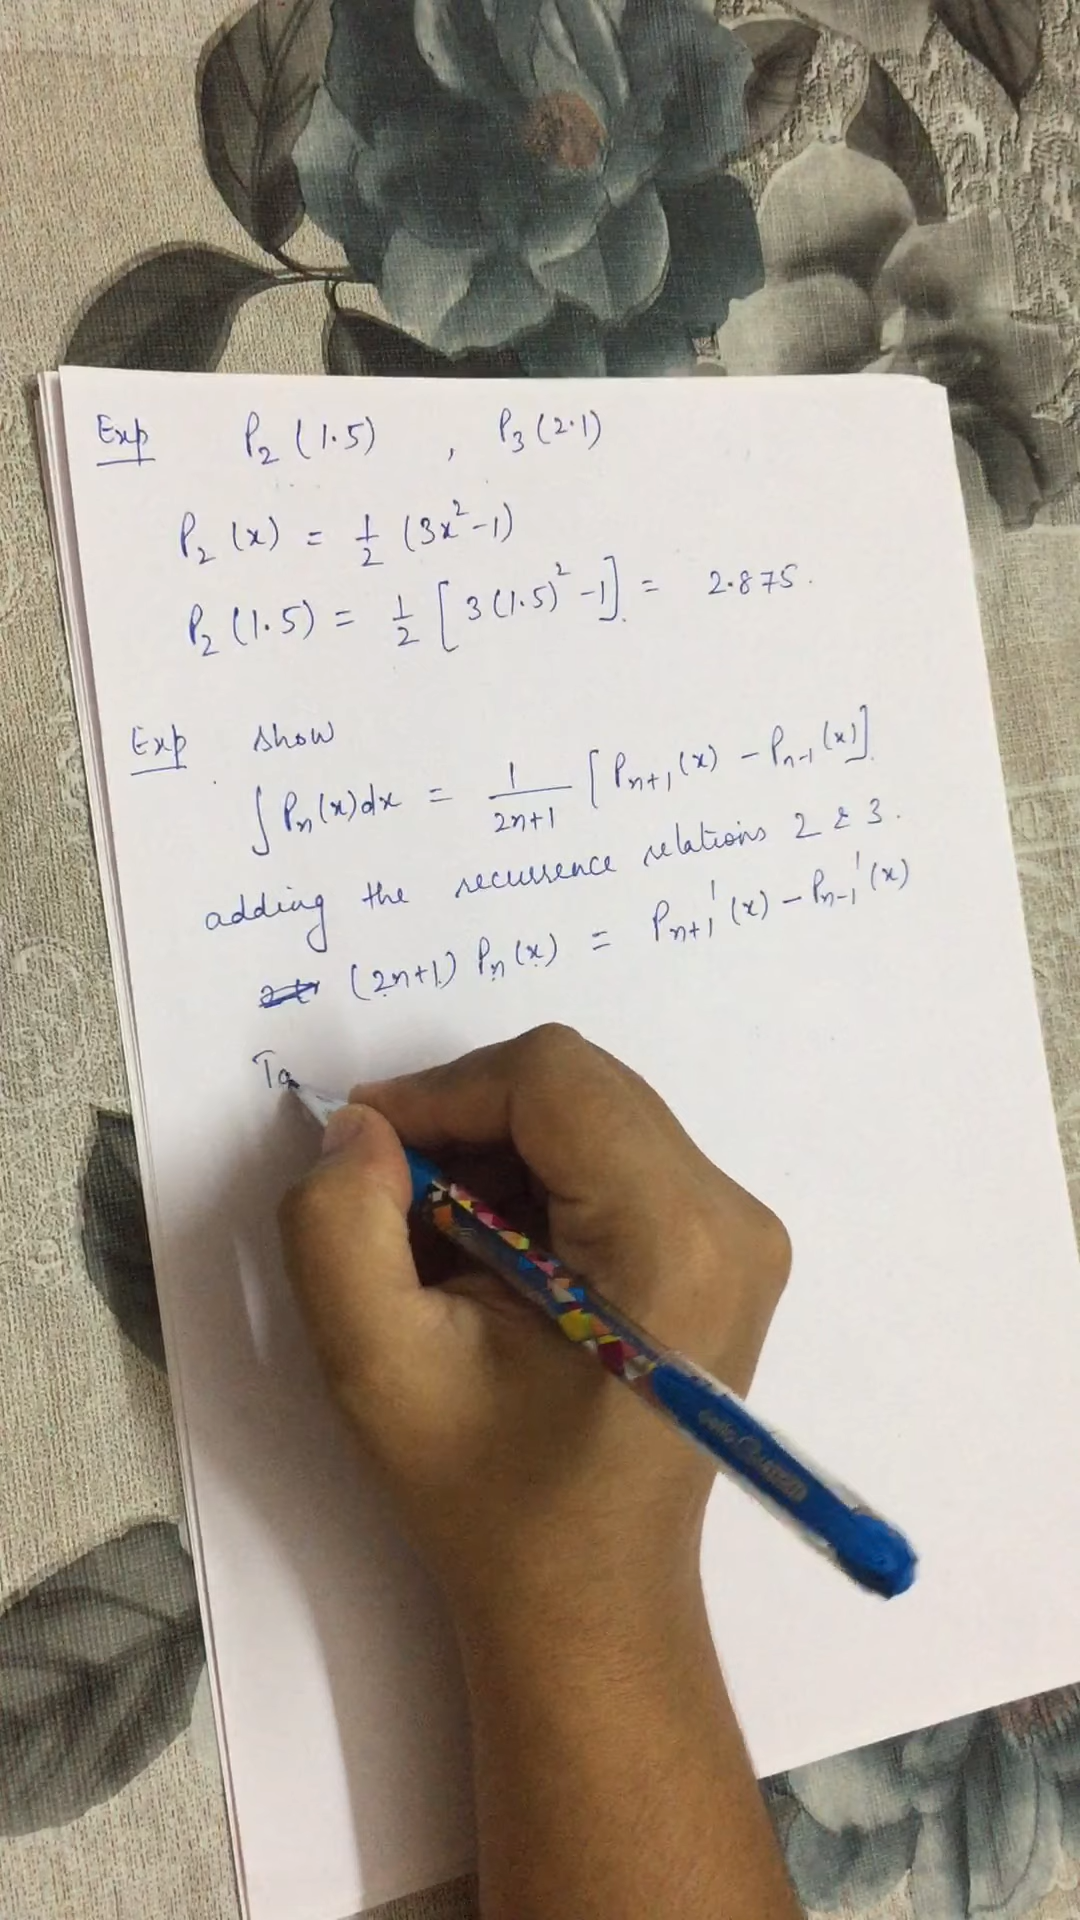 Exp P₂(1.5) , P₃(2.1)
P₂(x) = 1/2 (3x²-1)
P₂(1.5) = 1/2 [3(1.5)²-1] = 2.875.
Exp show
∫Pₙ(x)dx = 1/(2n+1) [Pₙ₊₁(x) - Pₙ₋₁(x)]
adding the recurrence relations 2 & 3.
(2n+1) Pₙ(x) = Pₙ₊₁'(x) - Pₙ₋₁'(x)
Ta